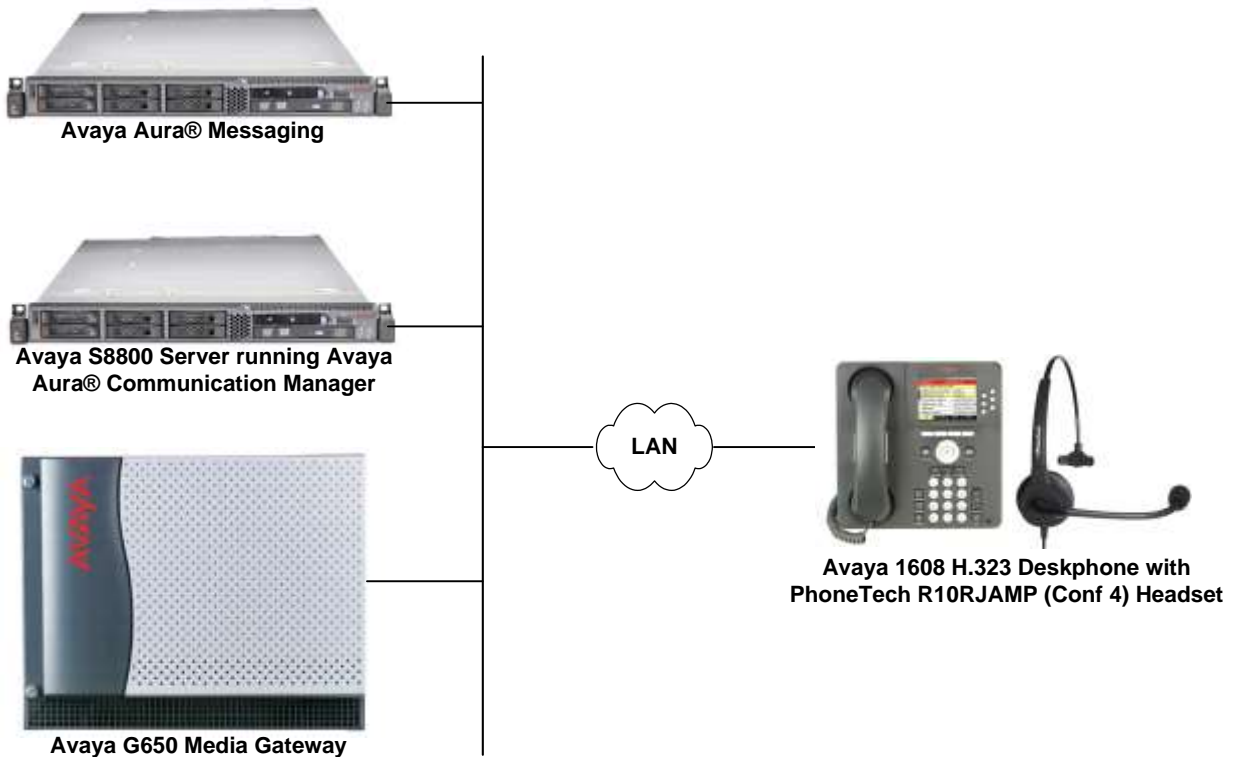 Avaya Aura® Messaging
Avaya S8800 Server running Avaya
Aura® Communication Manager
AVAYA
Avaya G650 Media Gateway
LAN
Avaya 1608 H.323 Deskphone with
PhoneTech R10RJAMP (Conf 4) Headset